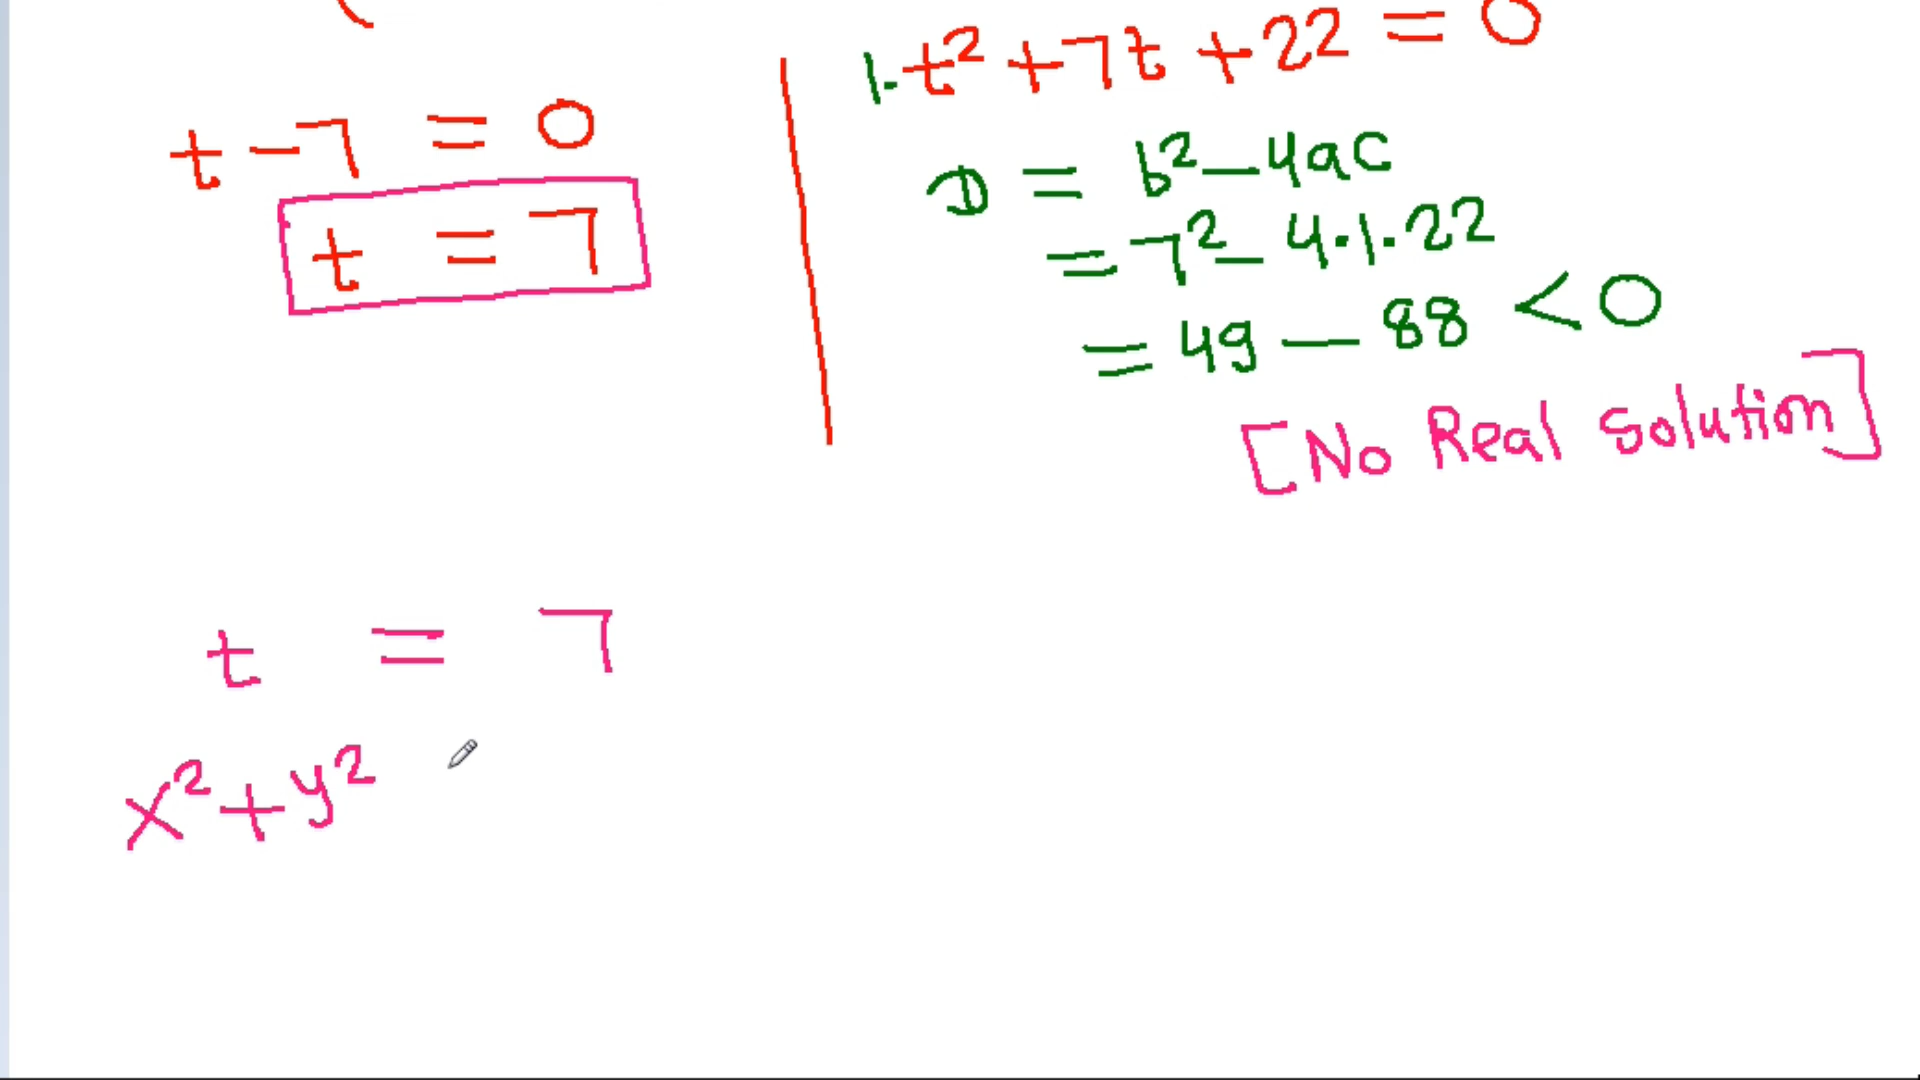 t - 7 = 0
t = 7
1·t² + 7t + 22 = 0
D = b² - 4ac
= 7² - 4·1·22
= 49 - 88 < 0
[No Real Solution]
t = 7
x² + y²